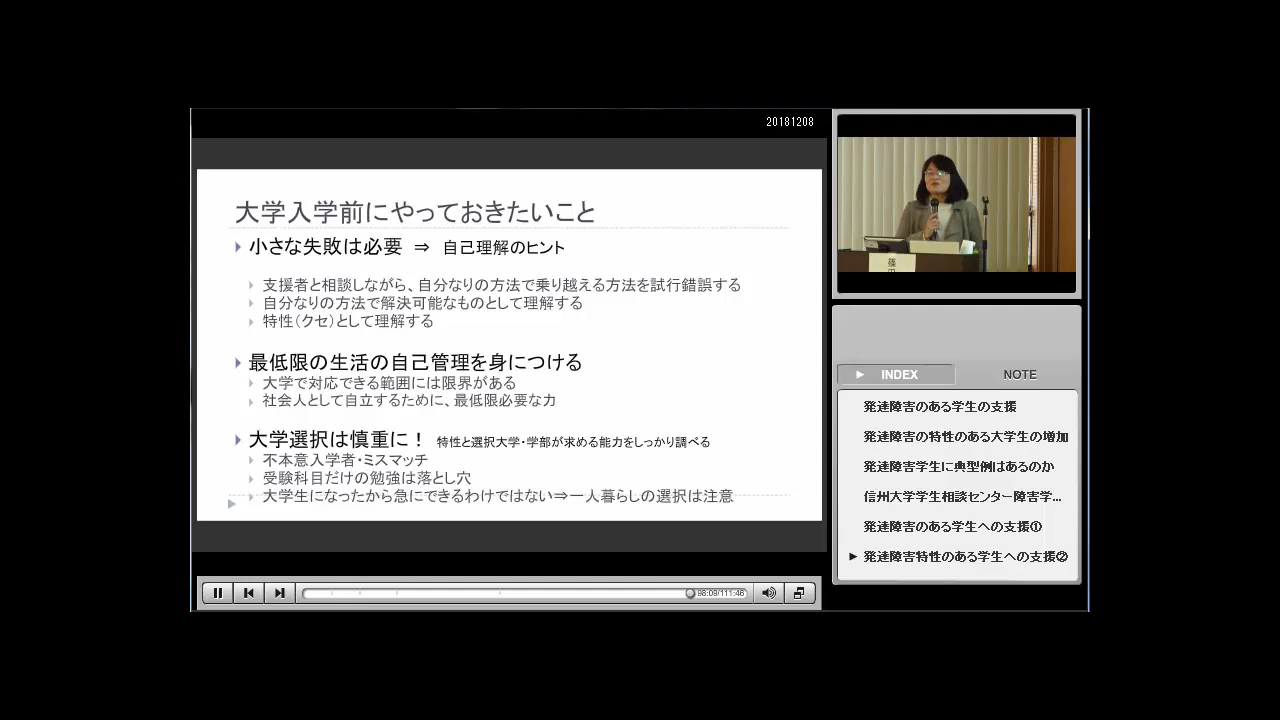 20181208
大学入学前にやっておきたいこと
小さな失敗は必要 ⇒ 自己理解のヒント
支援者と相談しながら、自分なりの方法で乗り越える方法を試行錯誤する
自分なりの方法で解決可能なものとして理解する
特性（クセ）として理解する
最低限の生活の自己管理を身につける
大学で対応できる範囲には限界がある
社会人として自立するために、最低限必要な力
大学選択は慎重に！ 特性と選択大学・学部が求める能力をしっかり調べる
不本意入学者・ミスマッチ
受験科目だけの勉強は落とし穴
大学生になったから急にできるわけではない⇒一人暮らしの選択は注意
98:09/111:46
篠
田
INDEX
NOTE
発達障害のある学生の支援
発達障害の特性のある大学生の増加
発達障害学生に典型例はあるのか
信州大学学生相談センター障害学...
発達障害のある学生への支援①
発達障害特性のある学生への支援②